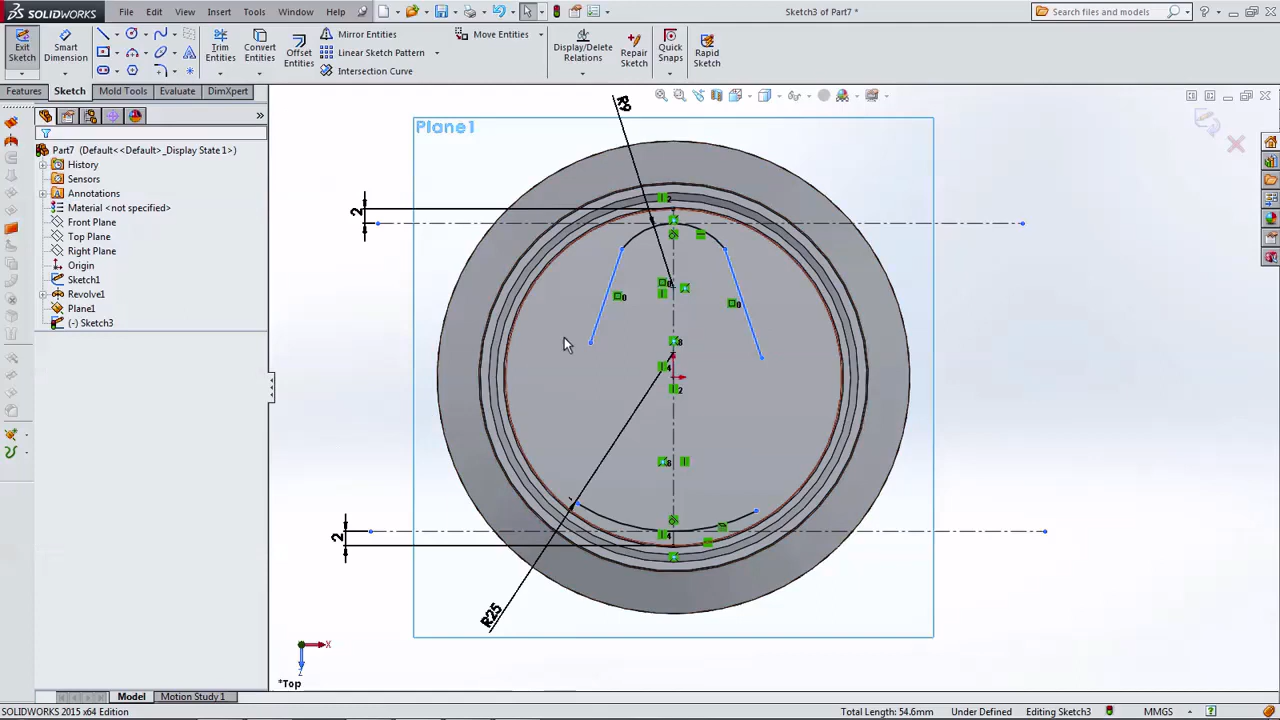 SOLIDWORKS
File Edit View Insert Tools Window Help
Sketch3 of Part7 *
Search files and models
Exit Sketch
Smart Dimension
Trim Entities
Convert Entities
Offset Entities
Mirror Entities
Linear Sketch Pattern
Intersection Curve
Move Entities
Display/Delete Relations
Repair Sketch
Quick Snaps
Rapid Sketch
Features Sketch Mold Tools Evaluate DimXpert
Part7 (Default<<Default>_Display State 1>)
History
Sensors
Annotations
Material <not specified>
Front Plane
Top Plane
Right Plane
Origin
Sketch1
Revolve1
Plane1
(-) Sketch3
Plane1
R9
2
2
R25
X
Z
*Top
Model Motion Study 1
SOLIDWORKS 2015 x64 Edition
Total Length: 54.6mm Under Defined Editing Sketch3 MMGS